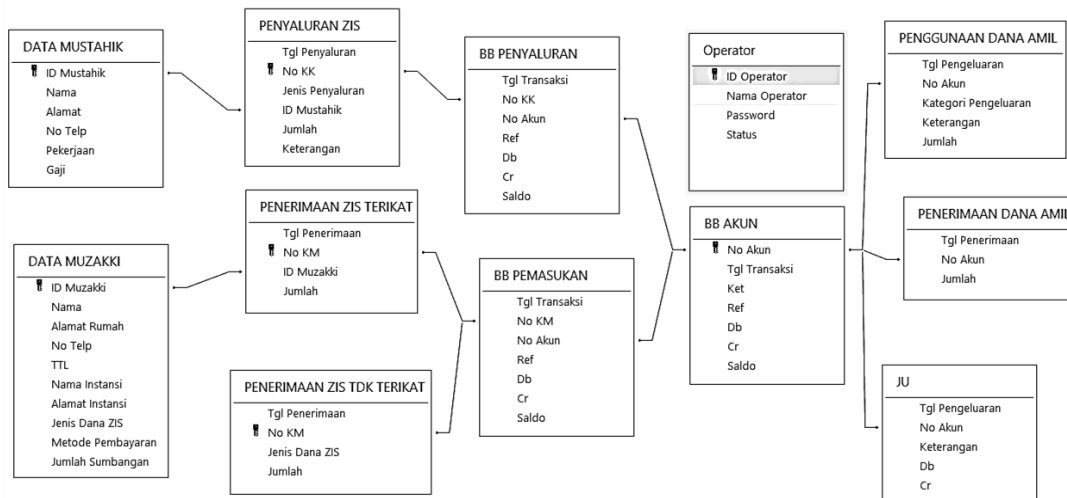 DATA MUSTAHIK
ID Mustahik
Nama
Alamat
No Telp
Pekerjaan
Gaji
PENYALURAN ZIS
Tgl Penyaluran
No KK
Jenis Penyaluran
ID Mustahik
Jumlah
Keterangan
BB PENYALURAN
Tgl Transaksi
No KK
No Akun
Ref
Db
Cr
Saldo
Operator
ID Operator
Nama Operator
Password
Status
PENGGUNAAN DANA AMIL
Tgl Pengeluaran
No Akun
Kategori Pengeluaran
Keterangan
Jumlah
DATA MUZAKKI
ID Muzakki
Nama
Alamat Rumah
No Telp
TTL
Nama Instansi
Alamat Instansi
Jenis Dana ZIS
Metode Pembayaran
Jumlah Sumbangan
PENERIMAAN ZIS TERIKAT
Tgl Penerimaan
No KM
ID Muzakki
Jumlah
PENERIMAAN ZIS TDK TERIKAT
Tgl Penerimaan
No KM
Jenis Dana ZIS
Jumlah
BB PEMASUKAN
Tgl Transaksi
No KM
No Akun
Ref
Db
Cr
Saldo
BB AKUN
No Akun
Tgl Transaksi
Ket
Ref
Db
Cr
Saldo
PENERIMAAN DANA AMIL
Tgl Penerimaan
No Akun
Jumlah
JU
Tgl Pengeluaran
No Akun
Keterangan
Db
Cr